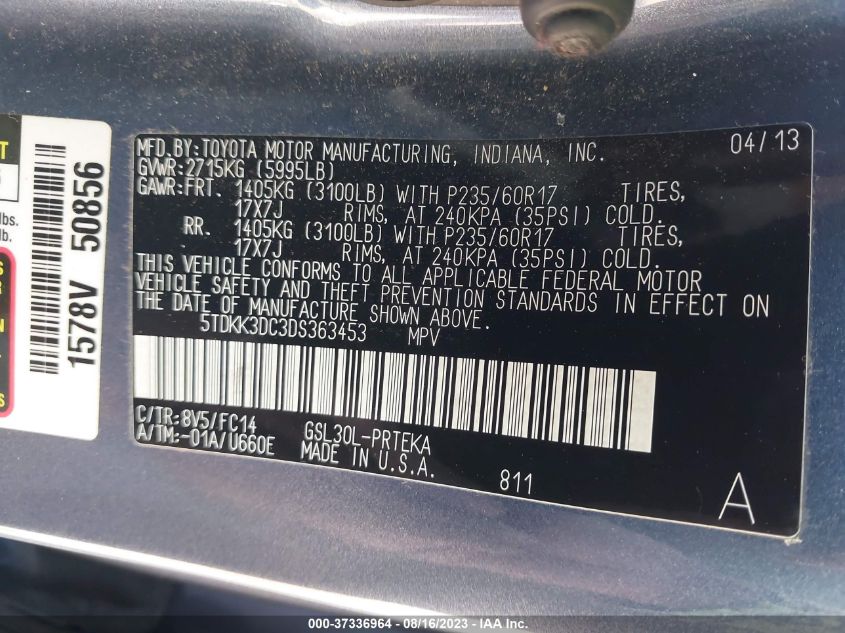 T
lbs.
lb.
S
R
N
S
1578V 50856
MFD.BY:TOYOTA MOTOR MANUFACTURING, INDIANA, INC. 04/13
GVWR:2715KG (5995LB)
GAWR:FRT. 1405KG (3100LB) WITH P235/60R17 TIRES,
17X7J RIMS, AT 240KPA (35PSI) COLD.
RR. 1405KG (3100LB) WITH P235/60R17 TIRES,
17X7J RIMS, AT 240KPA (35PSI) COLD.
THIS VEHICLE CONFORMS TO ALL APPLICABLE FEDERAL MOTOR
VEHICLE SAFETY AND THEFT PREVENTION STANDARDS IN EFFECT ON
THE DATE OF MANUFACTURE SHOWN ABOVE.
5TDKK3DC3DS363453 MPV
C/TR:8V5/FC14 GSL30L-PRTEKA
A/TM:-01A/U660E MADE IN U.S.A.
811
A
000-37336964 - 08/16/2023 - COPYRIGHT IAA, INC.